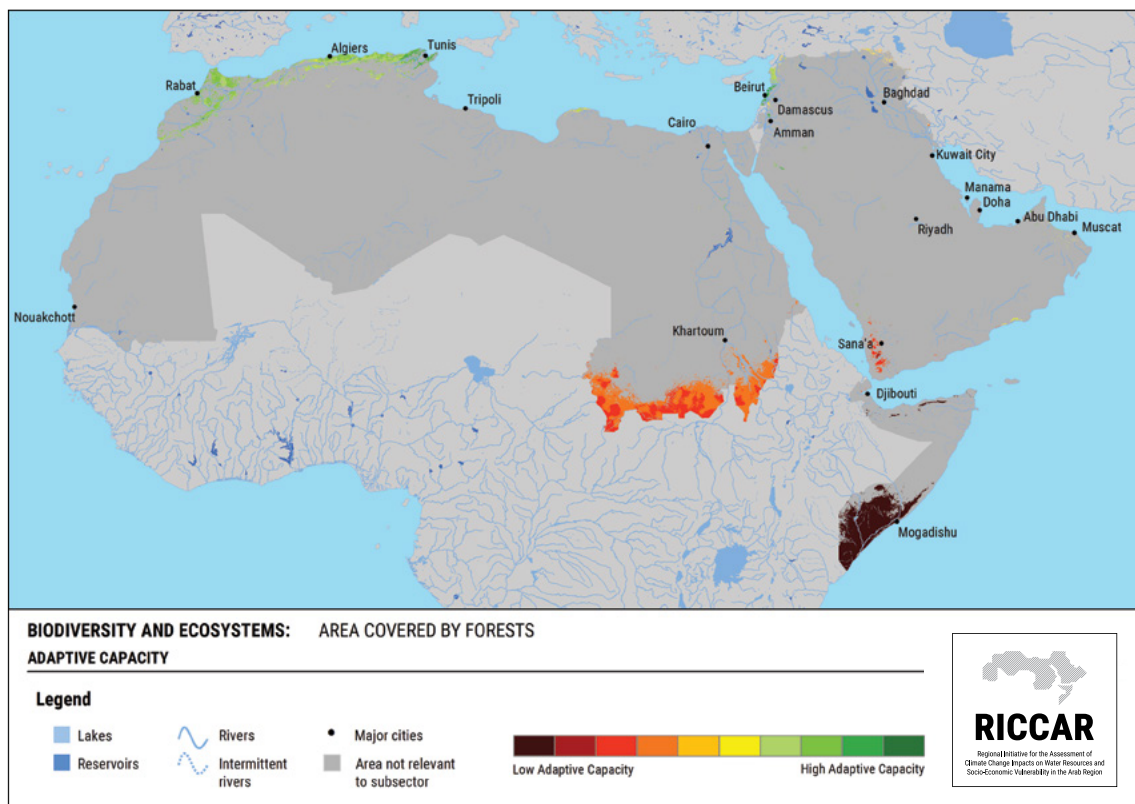 Algiers
Tunis
Rabat
Tripoli
Beirut
Damascus
Baghdad
Amman
Cairo
Kuwait City
Manama
Doha
Abu Dhabi
Muscat
Riyadh
Nouakchott
Khartoum
Sana'a
Djibouti
Mogadishu
BIODIVERSITY AND ECOSYSTEMS: AREA COVERED BY FORESTS
ADAPTIVE CAPACITY
Legend
Lakes
Reservoirs
Rivers
Intermittent
rivers
Major cities
Area not relevant
to subsector
Low Adaptive Capacity
High Adaptive Capacity
RICCAR
Regional Initiative for the Assessment of
Climate Change Impacts on Water Resources and
Socio-Economic Vulnerability in the Arab Region